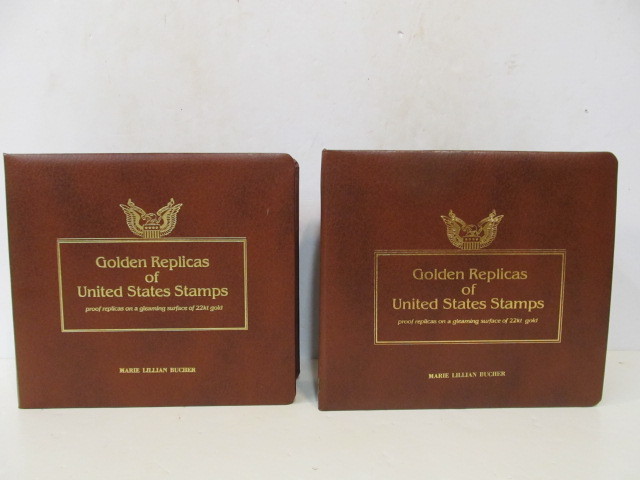 Golden Replicas
of
United States Stamps
proof replicas on a gleaming surface of 22kt gold
MARIE LILLIAN BUCHER
Golden Replicas
of
United States Stamps
proof replicas on a gleaming surface of 22kt gold
MARIE LILLIAN BUCHER